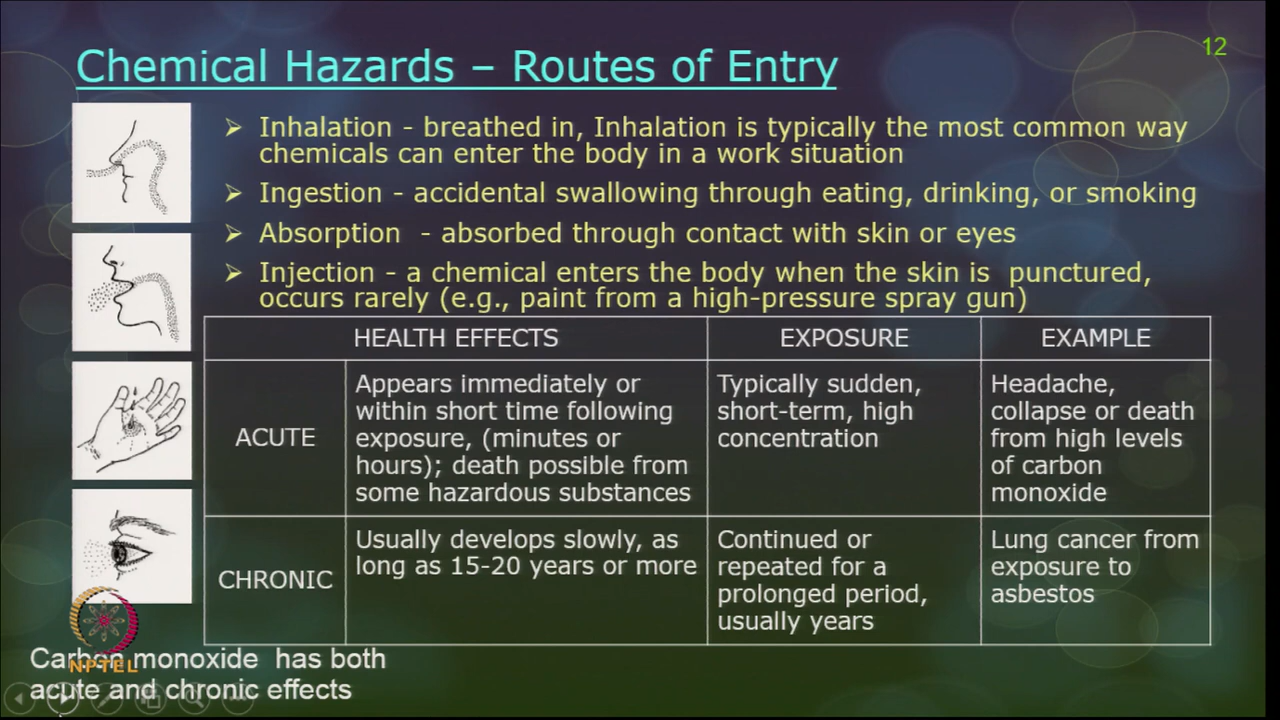 12
Chemical Hazards – Routes of Entry
➢ Inhalation - breathed in, Inhalation is typically the most common way
chemicals can enter the body in a work situation
➢ Ingestion - accidental swallowing through eating, drinking, or smoking
➢ Absorption - absorbed through contact with skin or eyes
➢ Injection - a chemical enters the body when the skin is punctured,
occurs rarely (e.g., paint from a high-pressure spray gun)
HEALTH EFFECTS
EXPOSURE
EXAMPLE
ACUTE
Appears immediately or
within short time following
exposure, (minutes or
hours); death possible from
some hazardous substances
Typically sudden,
short-term, high
concentration
Headache,
collapse or death
from high levels
of carbon
monoxide
CHRONIC
Usually develops slowly, as
long as 15-20 years or more
Continued or
repeated for a
prolonged period,
usually years
Lung cancer from
exposure to
asbestos
NPTEL
Carbon monoxide has both
acute and chronic effects